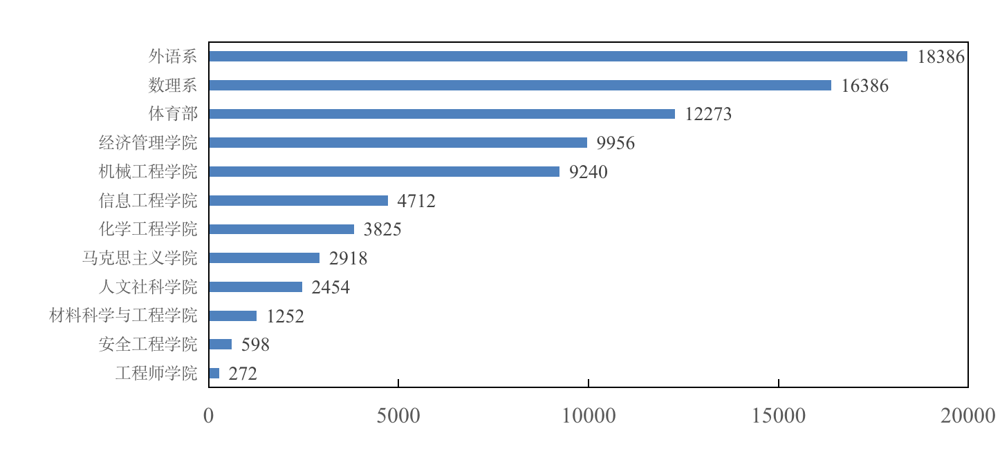 外语系 18386
数理系 16386
体育部 12273
经济管理学院 9956
机械工程学院 9240
信息工程学院 4712
化学工程学院 3825
马克思主义学院 2918
人文社科学院 2454
材料科学与工程学院 1252
安全工程学院 598
工程师学院 272
0 5000 10000 15000 20000